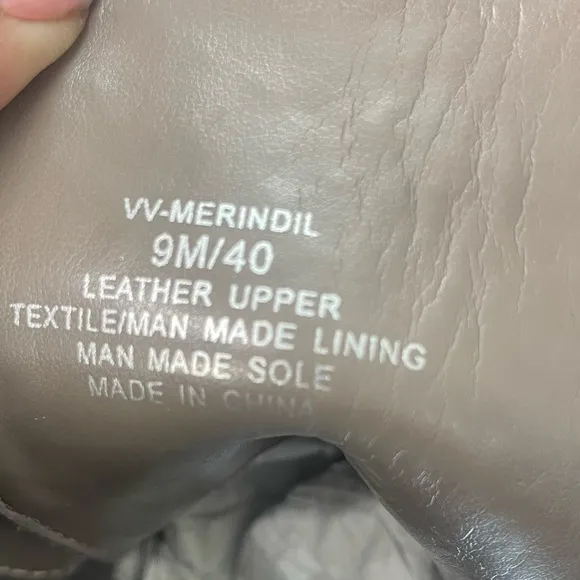 VV-MERINDIL
9M/40
LEATHER UPPER
TEXTILE/MAN MADE LINING
MAN MADE SOLE
MADE IN CHINA